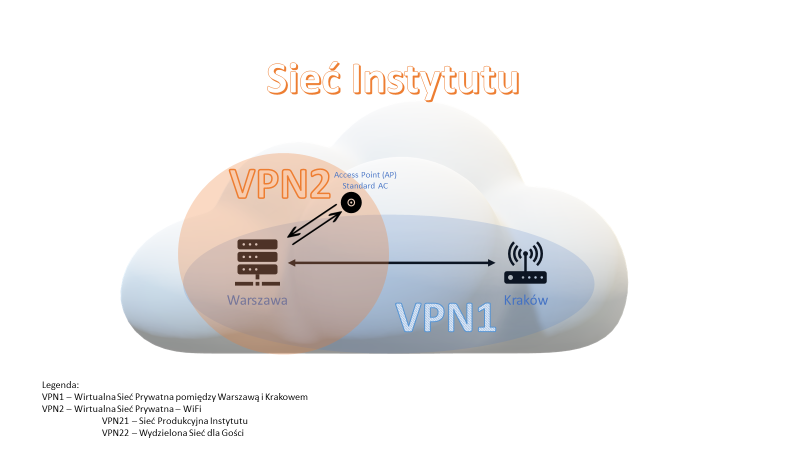 Sieć Instytutu
VPN2
Access Point (AP)
Standard AC
Warszawa
Kraków
VPN1
Legenda:
VPN1 – Wirtualna Sieć Prywatna pomiędzy Warszawą i Krakowem
VPN2 – Wirtualna Sieć Prywatna – WiFi
VPN21 – Sieć Produkcyjna Instytutu
VPN22 – Wydzielona Sieć dla Gości